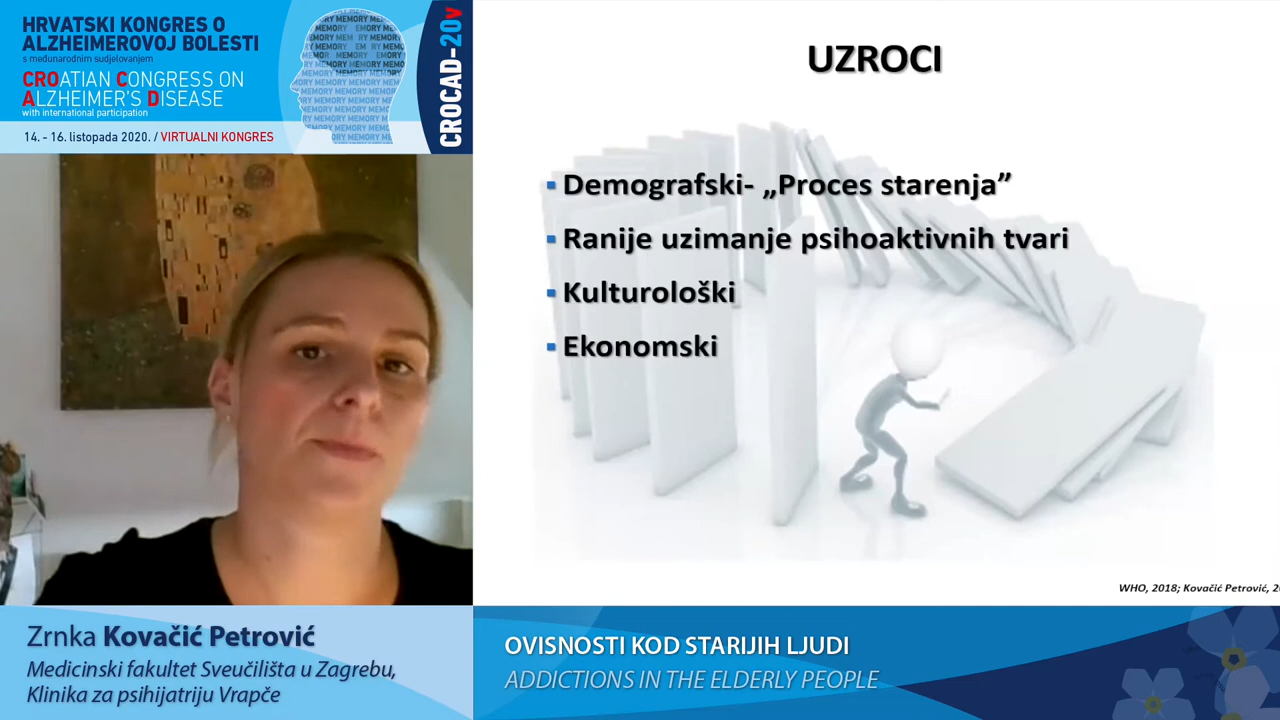 HRVATSKI KONGRES O
ALZHEIMEROVOJ BOLESTI
s međunarodnim sudjelovanjem
CROATIAN CONGRESS ON
ALZHEIMER'S DISEASE
with international participation
14. - 16. listopada 2020. / VIRTUALNI KONGRES
CROCAD-20v
UZROCI
▪ Demografski- „Proces starenja”
▪ Ranije uzimanje psihoaktivnih tvari
▪ Kulturološki
▪ Ekonomski
WHO, 2018; Kovačić Petrović,
Zrnka Kovačić Petrović
Medicinski fakultet Sveučilišta u Zagrebu,
Klinika za psihijatriju Vrapče
OVISNOSTI KOD STARIJIH LJUDI
ADDICTIONS IN THE ELDERLY PEOPLE